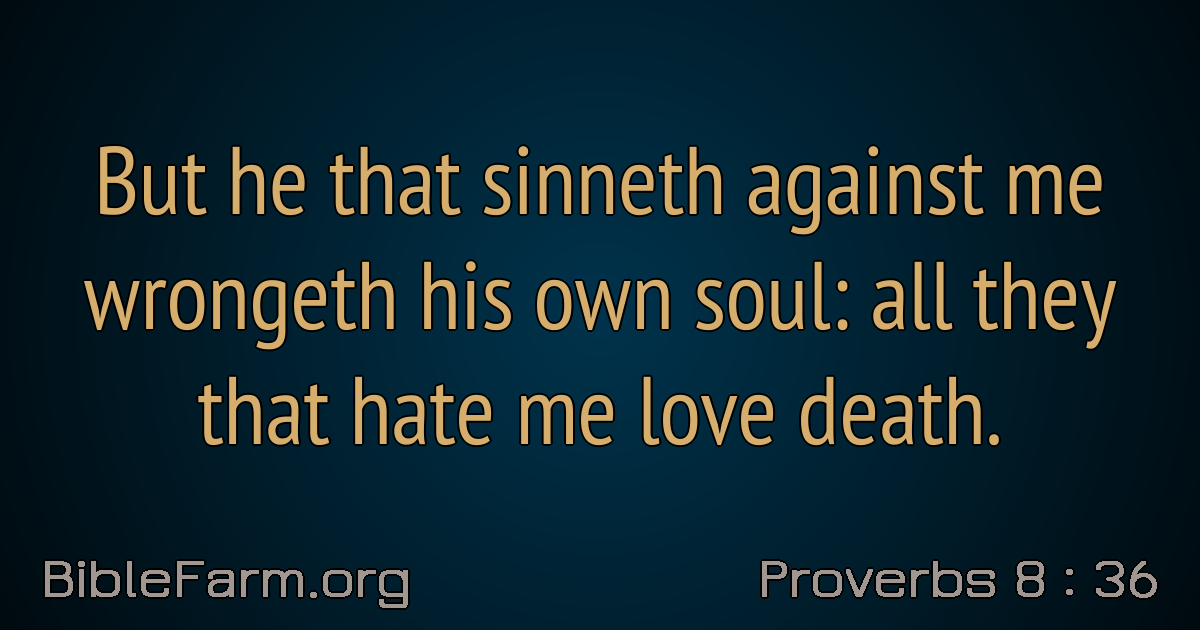 But he that sinneth against me
wrongeth his own soul: all they
that hate me love death.
BibleFarm.org
Proverbs 8 : 36